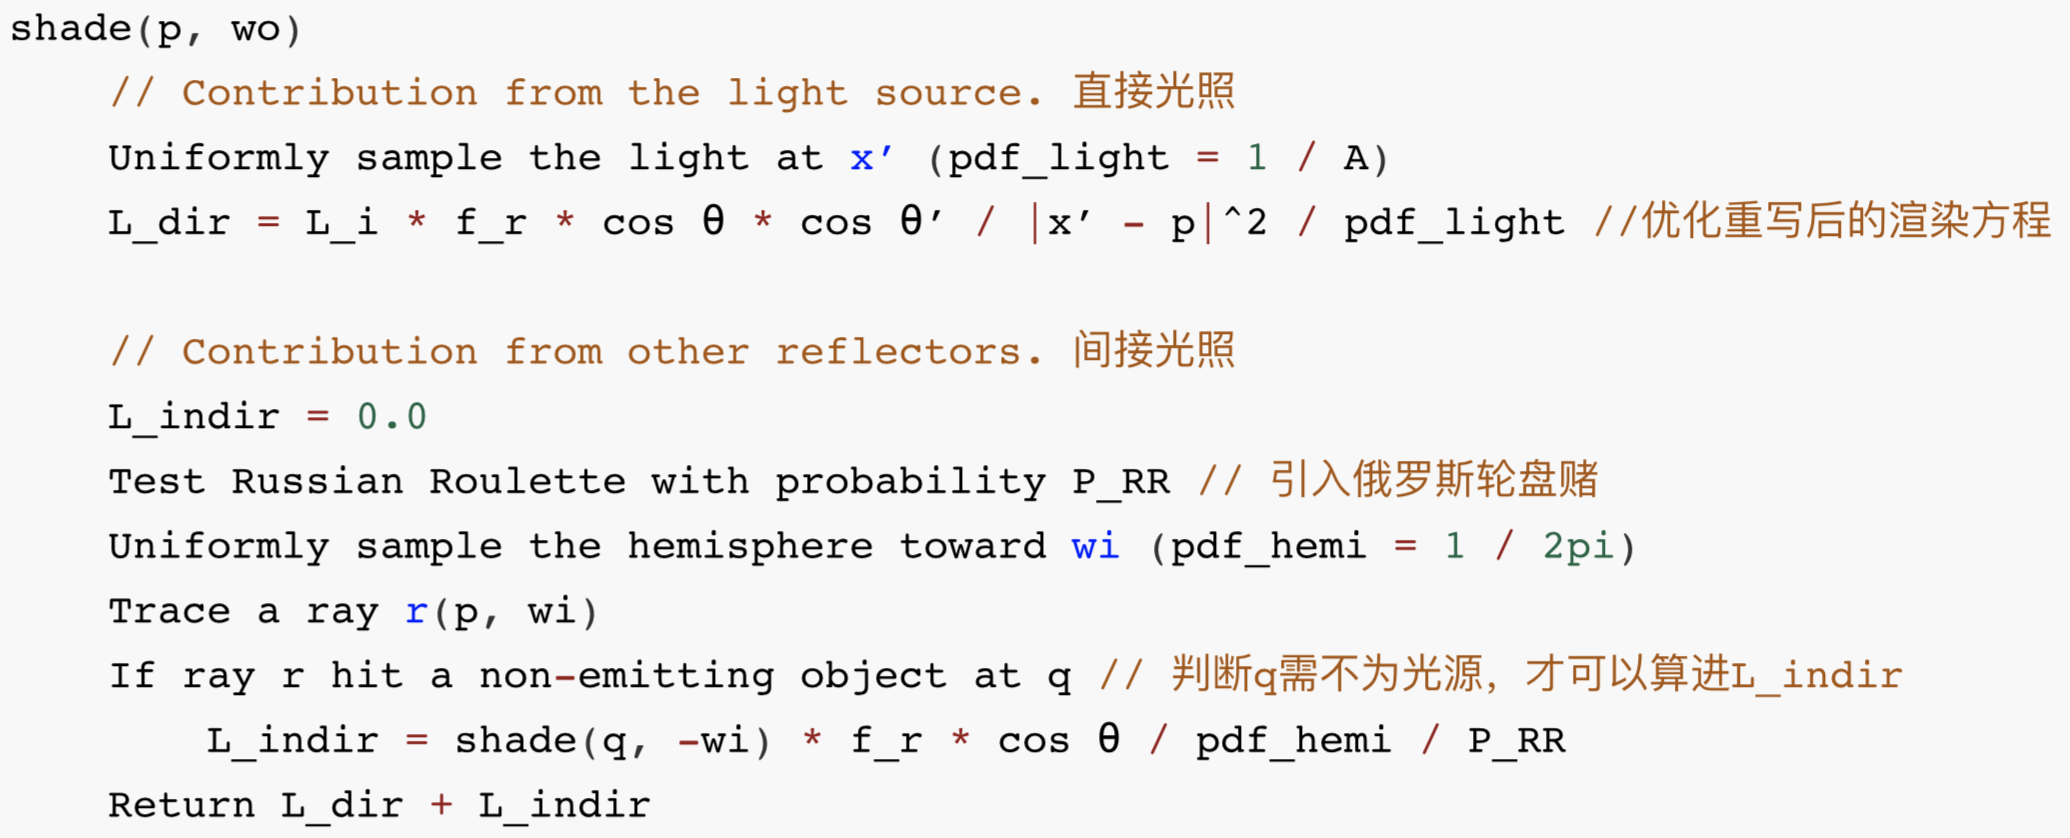 shade(p, wo)
// Contribution from the light source. 直接光照
Uniformly sample the light at x′ (pdf_light = 1 / A)
L_dir = L_i * f_r * cos θ * cos θ′ / |x′ - p|^2 / pdf_light //优化重写后的渲染方程
// Contribution from other reflectors. 间接光照
L_indir = 0.0
Test Russian Roulette with probability P_RR // 引入俄罗斯轮盘赌
Uniformly sample the hemisphere toward wi (pdf_hemi = 1 / 2pi)
Trace a ray r(p, wi)
If ray r hit a non-emitting object at q // 判断q需不为光源，才可以算进L_indir
L_indir = shade(q, -wi) * f_r * cos θ / pdf_hemi / P_RR
Return L_dir + L_indir